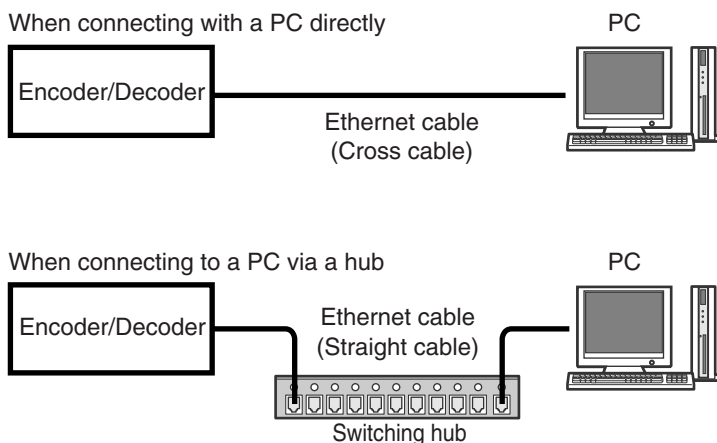 When connecting with a PC directly
PC
Encoder/Decoder
Ethernet cable
(Cross cable)
When connecting to a PC via a hub
PC
Encoder/Decoder
Ethernet cable
(Straight cable)
Switching hub